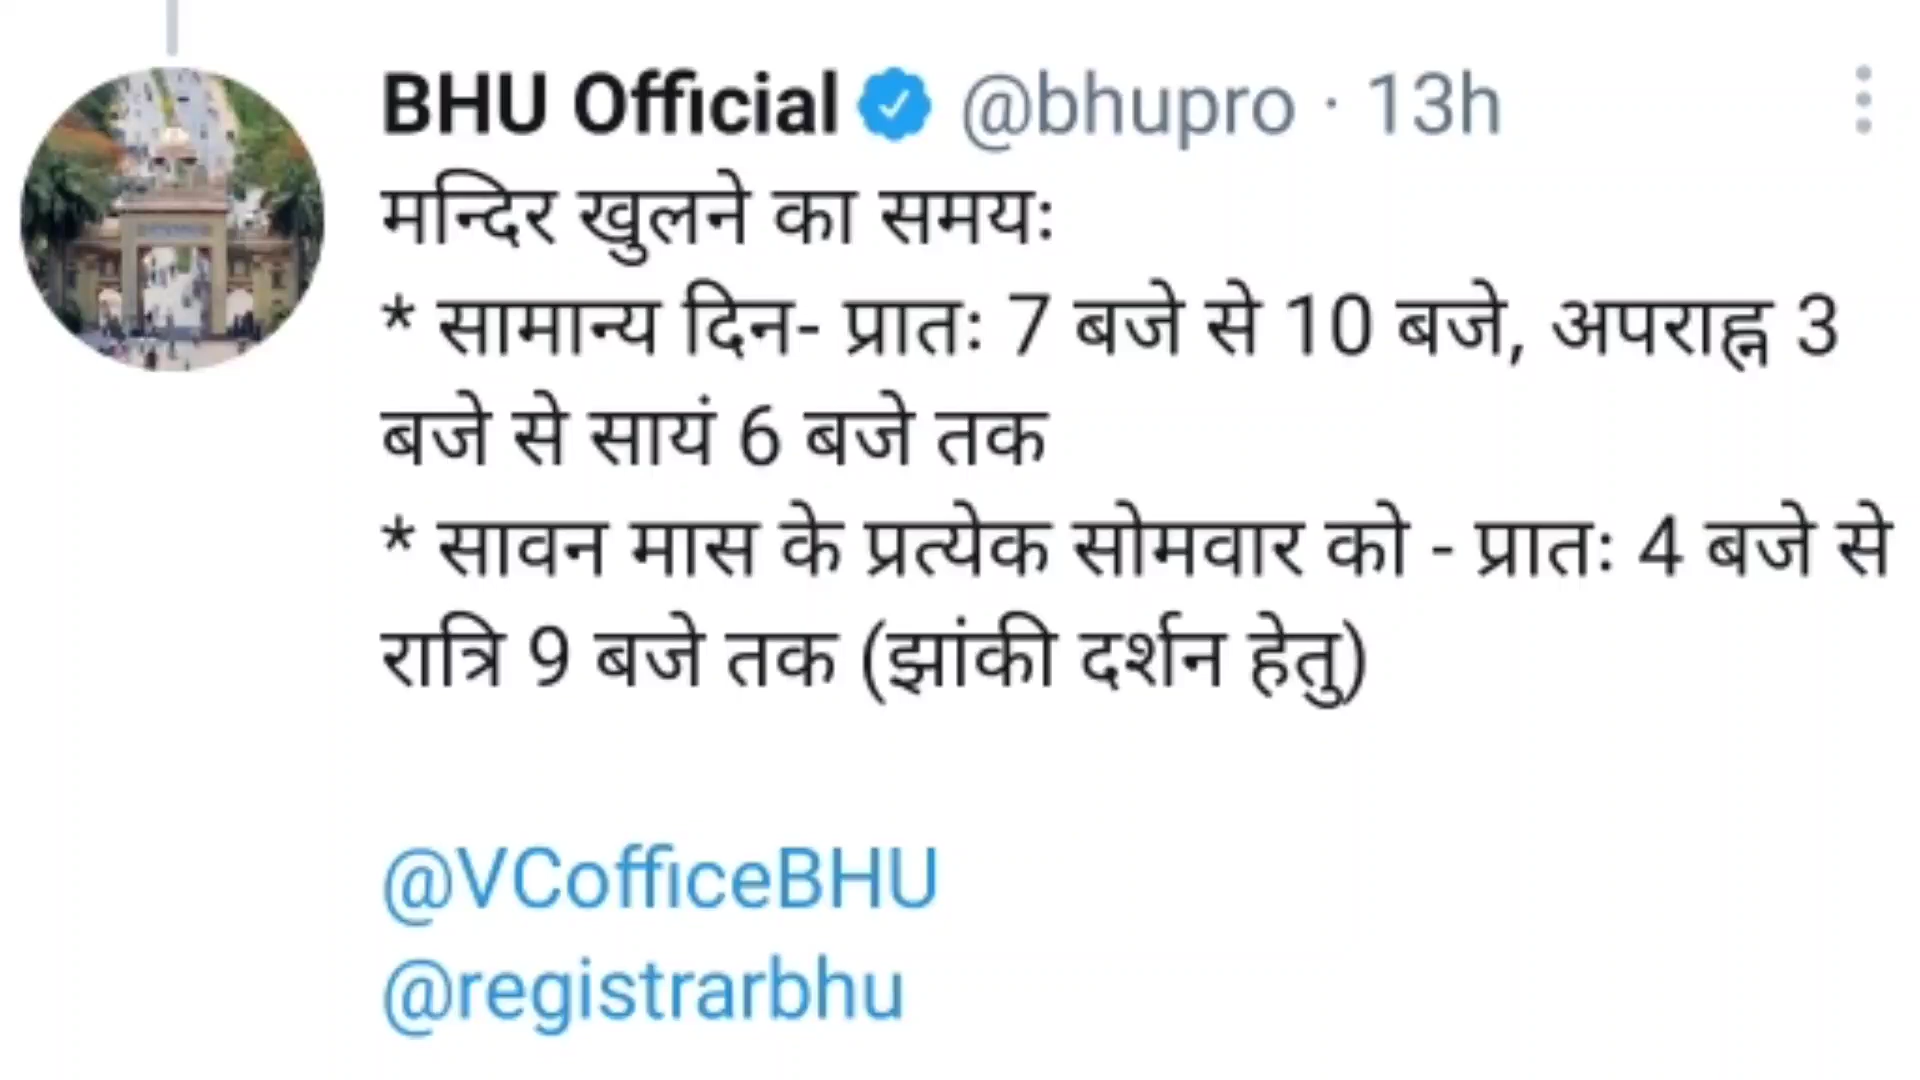 BHU Official @bhupro · 13h
मन्दिर खुलने का समयः
* सामान्य दिन- प्रातः 7 बजे से 10 बजे, अपराह्न 3
बजे से सायं 6 बजे तक
* सावन मास के प्रत्येक सोमवार को - प्रातः 4 बजे से
रात्रि 9 बजे तक (झांकी दर्शन हेतु)
@VCofficeBHU
@registrarbhu